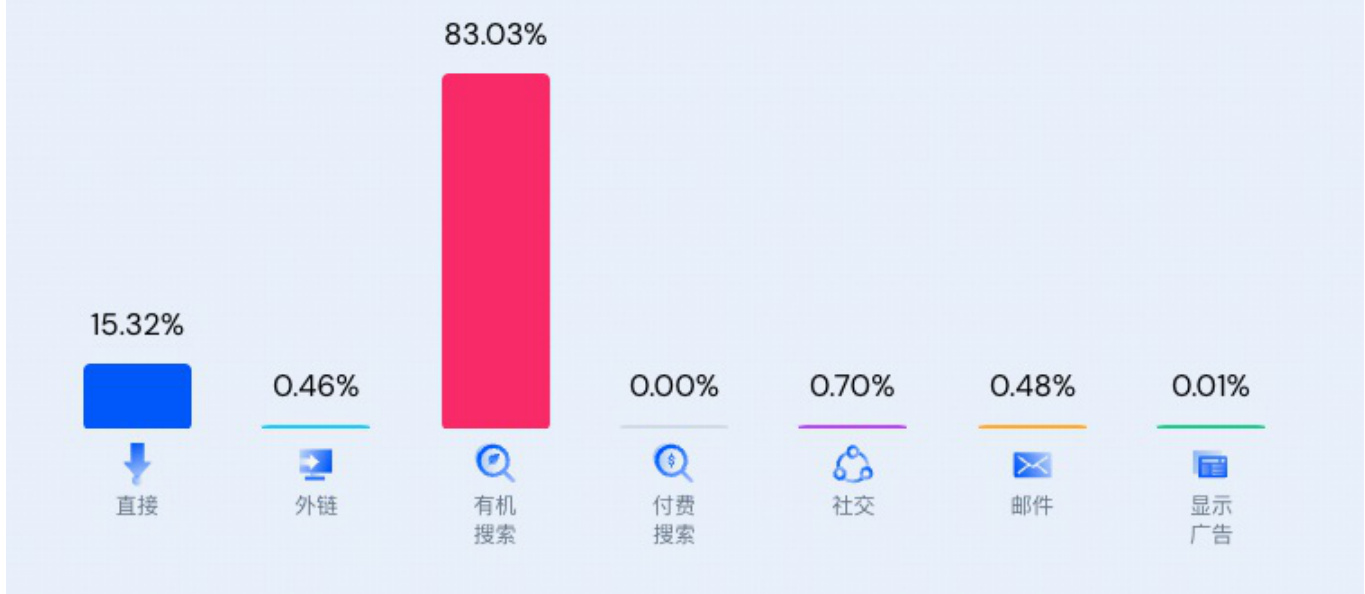 83.03%
15.32%
0.46%
0.00%
0.70%
0.48%
0.01%
直接
外链
有机
搜索
付费
搜索
社交
邮件
显示
广告